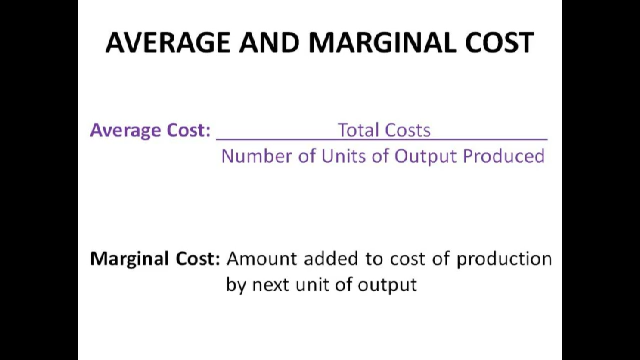 AVERAGE AND MARGINAL COST
Average Cost: Total Costs
Number of Units of Output Produced
Marginal Cost: Amount added to cost of production
by next unit of output